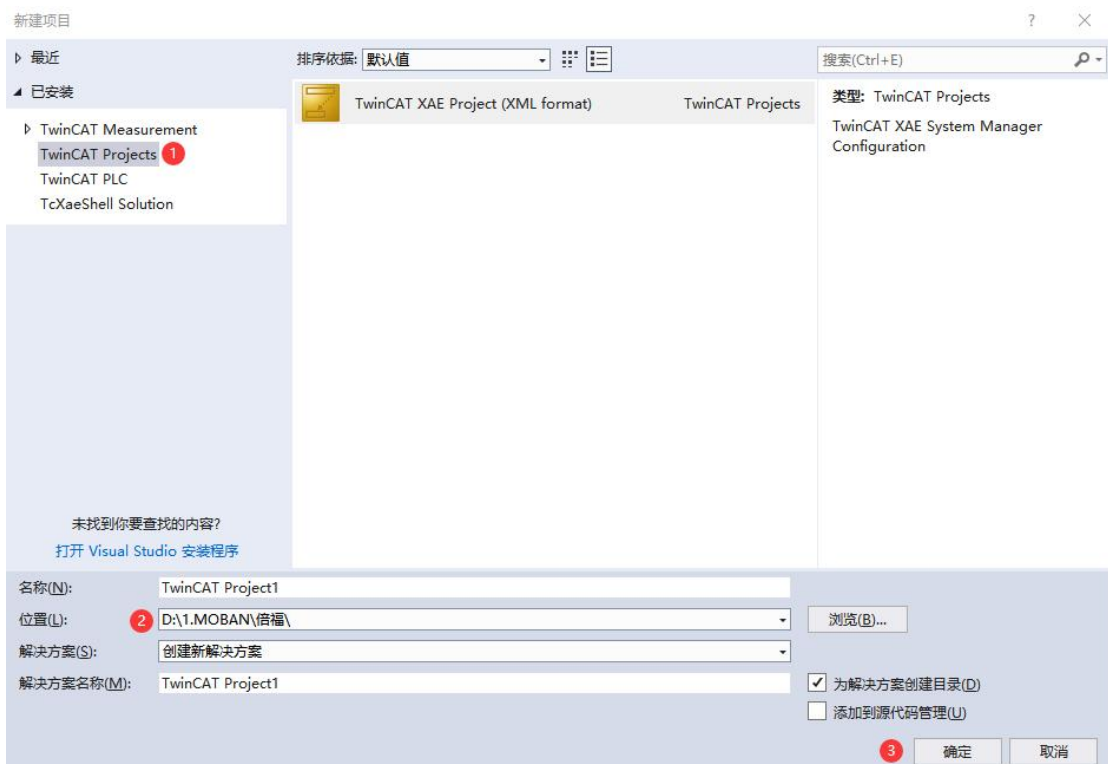 新建项目
?
最近
已安装
TwinCAT Measurement
TwinCAT Projects 1
TwinCAT PLC
TcXaeShell Solution
未找到你要查找的内容?
打开 Visual Studio 安装程序
排序依据: 默认值
TwinCAT XAE Project (XML format) TwinCAT Projects
搜索(Ctrl+E)
类型: TwinCAT Projects
TwinCAT XAE System Manager
Configuration
名称(N): TwinCAT Project1
位置(L): 2 D:\1.MOBAN\倍福\ 浏览(B)...
解决方案(S): 创建新解决方案
解决方案名称(M): TwinCAT Project1
为解决方案创建目录(D)
添加到源代码管理(U)
3 确定 取消